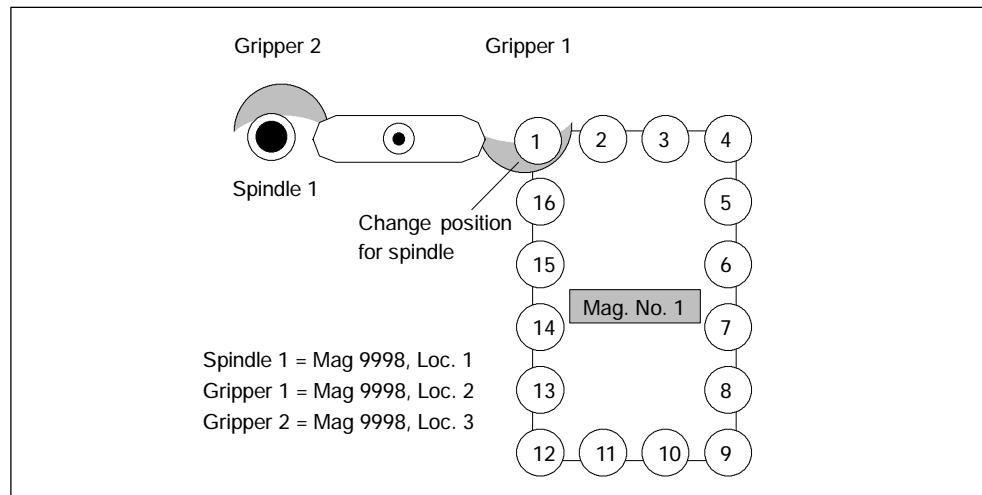 Gripper 2
Gripper 1
1
2
3
4
Spindle 1
16
5
Change position
for spindle
15
6
Mag. No. 1
14
7
Spindle 1 = Mag 9998, Loc. 1
Gripper 1 = Mag 9998, Loc. 2
13
8
Gripper 2 = Mag 9998, Loc. 3
12
11
10
9